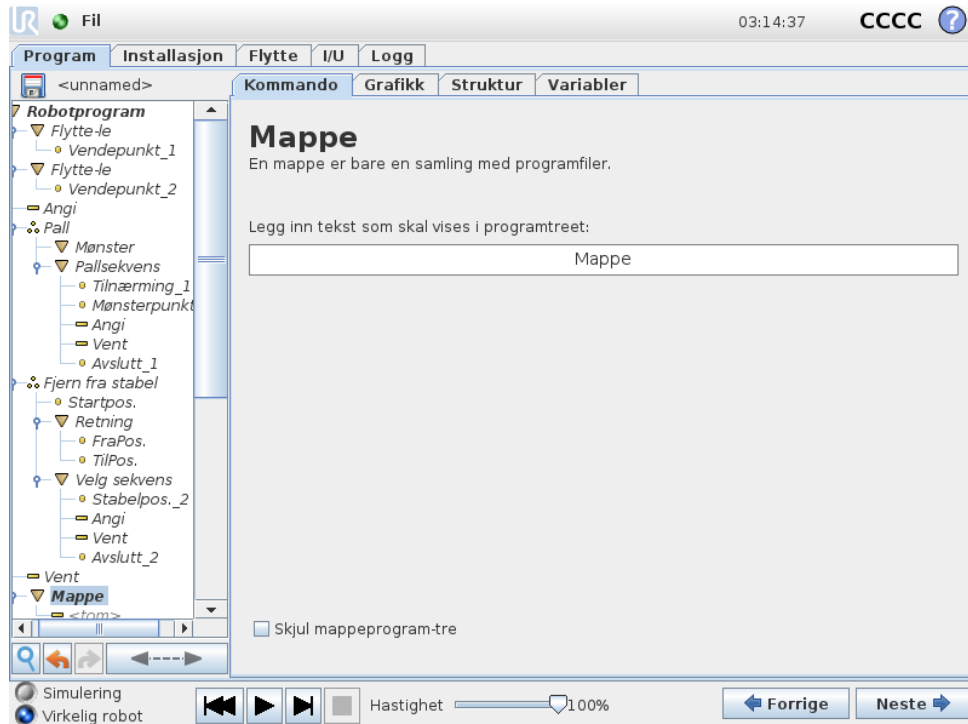 UR Fil 03:14:37 CCCC ?
Program Installasjon Flytte I/U Logg
<unnamed>
Kommando Grafikk Struktur Variabler
Robotprogram
Flytte-le
Vendepunkt_1
Flytte-le
Vendepunkt_2
Angi
Pall
Mønster
Pallsekvens
Tilnærming_1
Mønsterpunkt
Angi
Vent
Avslutt_1
Fjern fra stabel
Startpos.
Retning
FraPos.
TilPos.
Velg sekvens
Stabelpos._2
Angi
Vent
Avslutt_2
Vent
Mappe
<tom>
Mappe
En mappe er bare en samling med programfiler.
Legg inn tekst som skal vises i programtreet:
Mappe
Skjul mappeprogram-tre
Simulering
Virkelig robot
Hastighet 100%
Forrige Neste